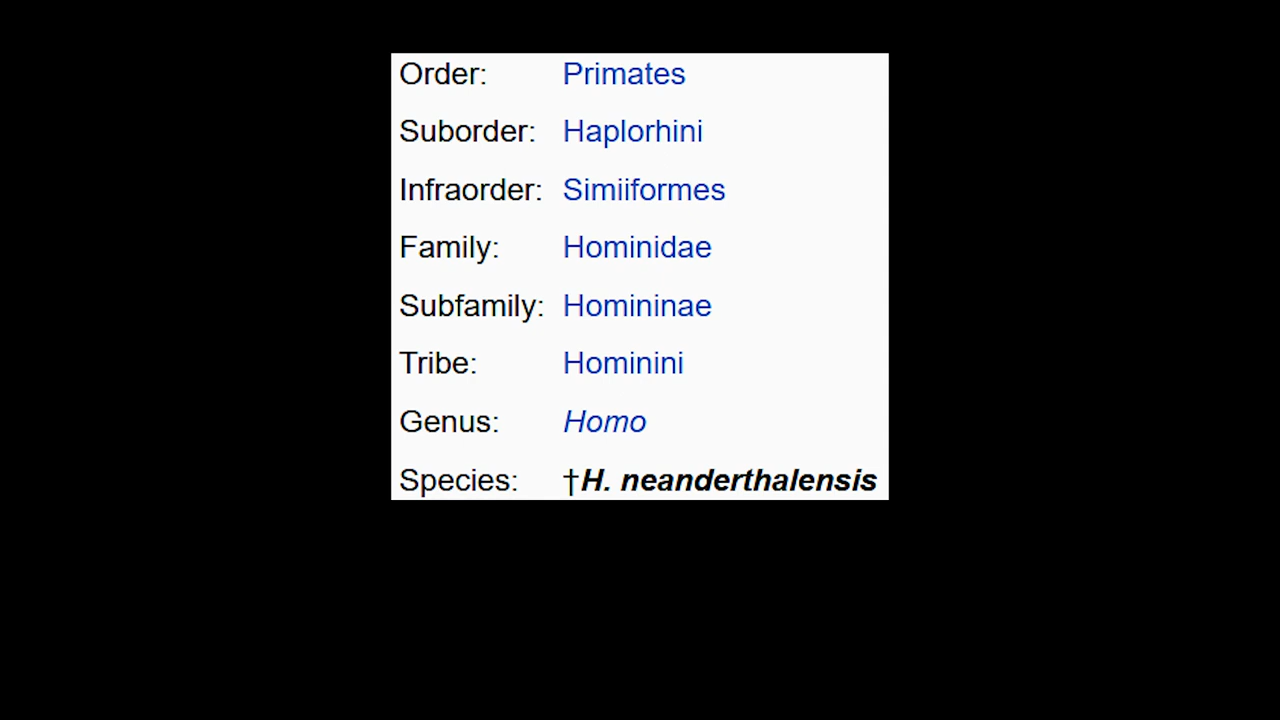 Order: Primates
Suborder: Haplorhini
Infraorder: Simiiformes
Family: Hominidae
Subfamily: Homininae
Tribe: Hominini
Genus: Homo
Species: †H. neanderthalensis